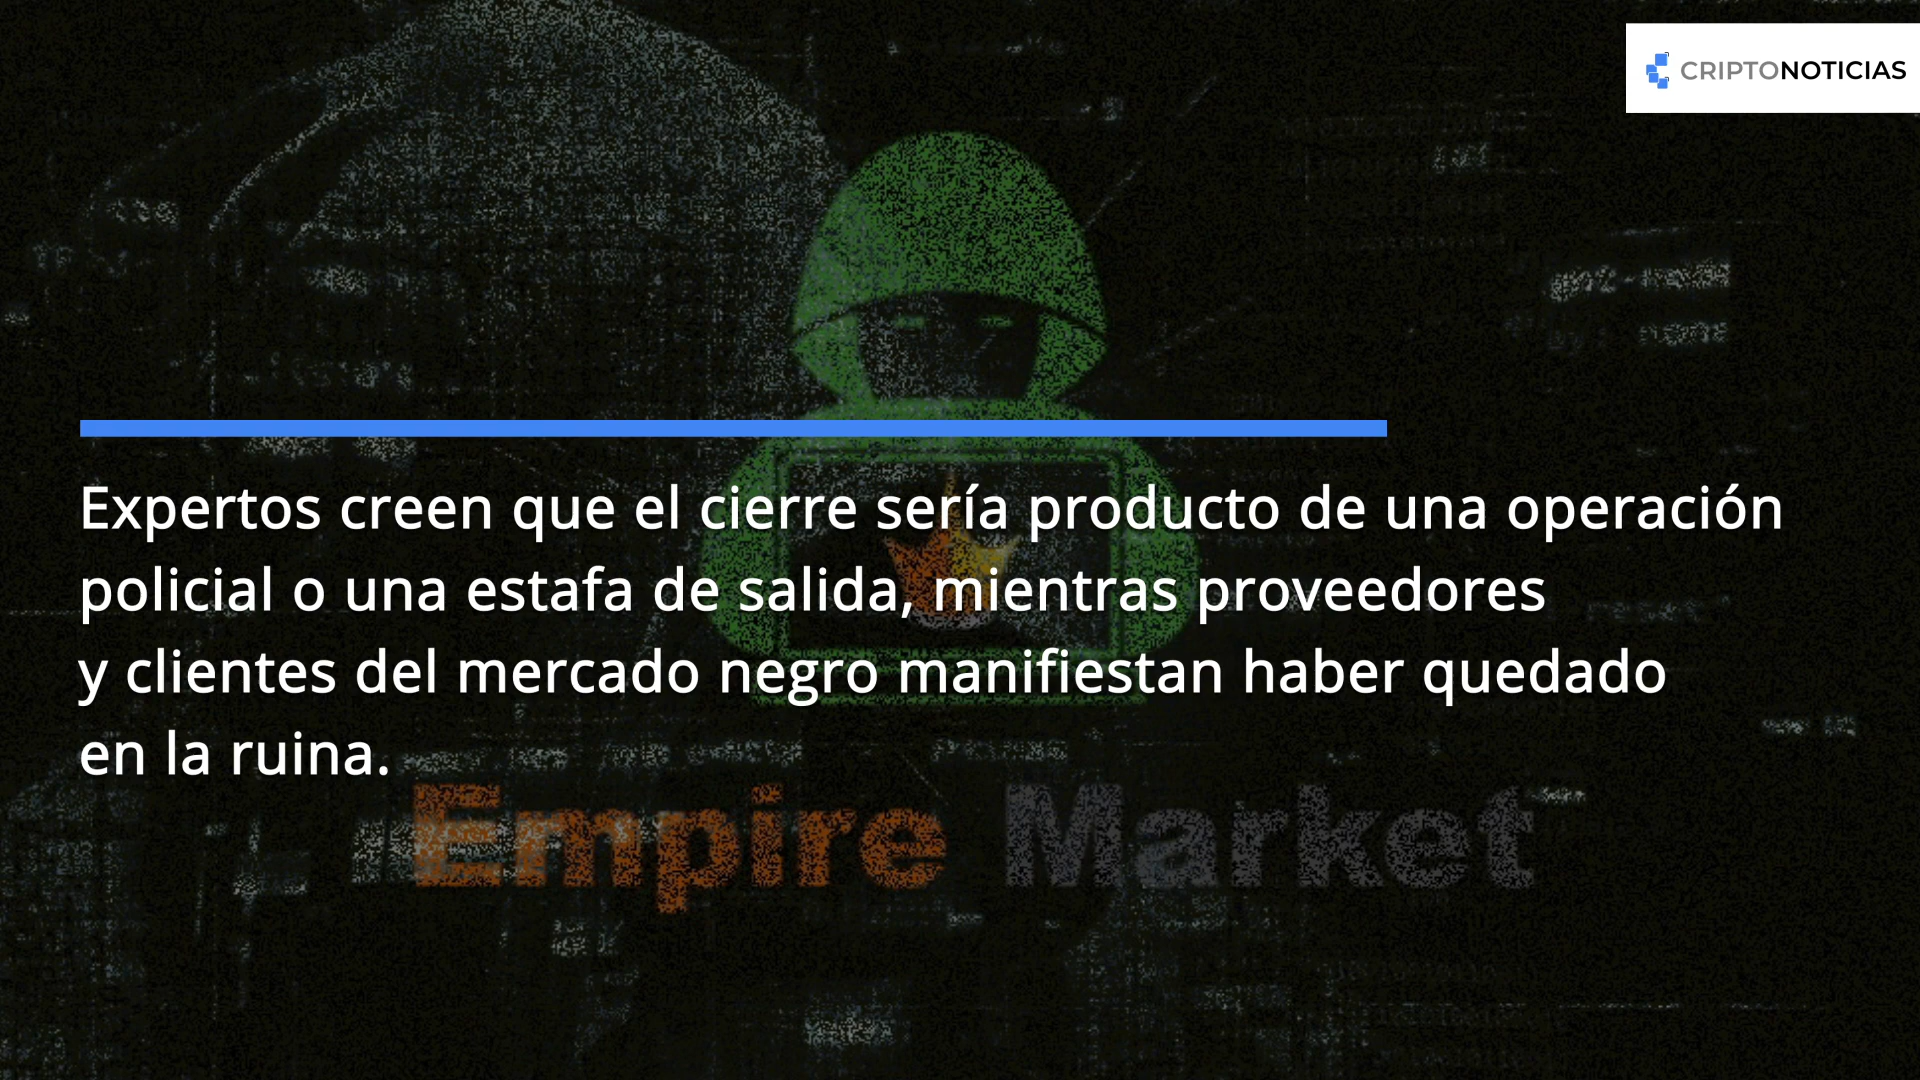 CRIPTONOTICIAS
Expertos creen que el cierre sería producto de una operación
policial o una estafa de salida, mientras proveedores
y clientes del mercado negro manifiestan haber quedado
en la ruina.
Empire Market